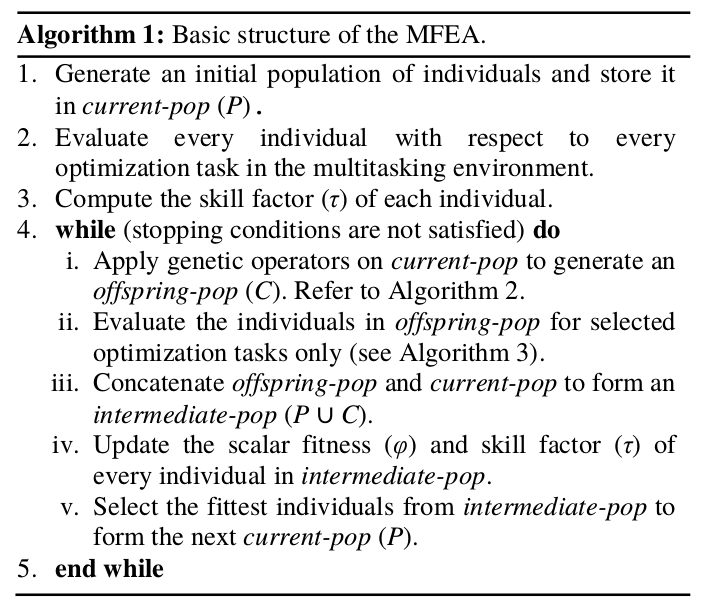 Algorithm 1: Basic structure of the MFEA.
1. Generate an initial population of individuals and store it
in current-pop (P).
2. Evaluate every individual with respect to every
optimization task in the multitasking environment.
3. Compute the skill factor (τ) of each individual.
4. while (stopping conditions are not satisfied) do
i. Apply genetic operators on current-pop to generate an
offspring-pop (C). Refer to Algorithm 2.
ii. Evaluate the individuals in offspring-pop for selected
optimization tasks only (see Algorithm 3).
iii. Concatenate offspring-pop and current-pop to form an
intermediate-pop (P ∪ C).
iv. Update the scalar fitness (φ) and skill factor (τ) of
every individual in intermediate-pop.
v. Select the fittest individuals from intermediate-pop to
form the next current-pop (P).
5. end while